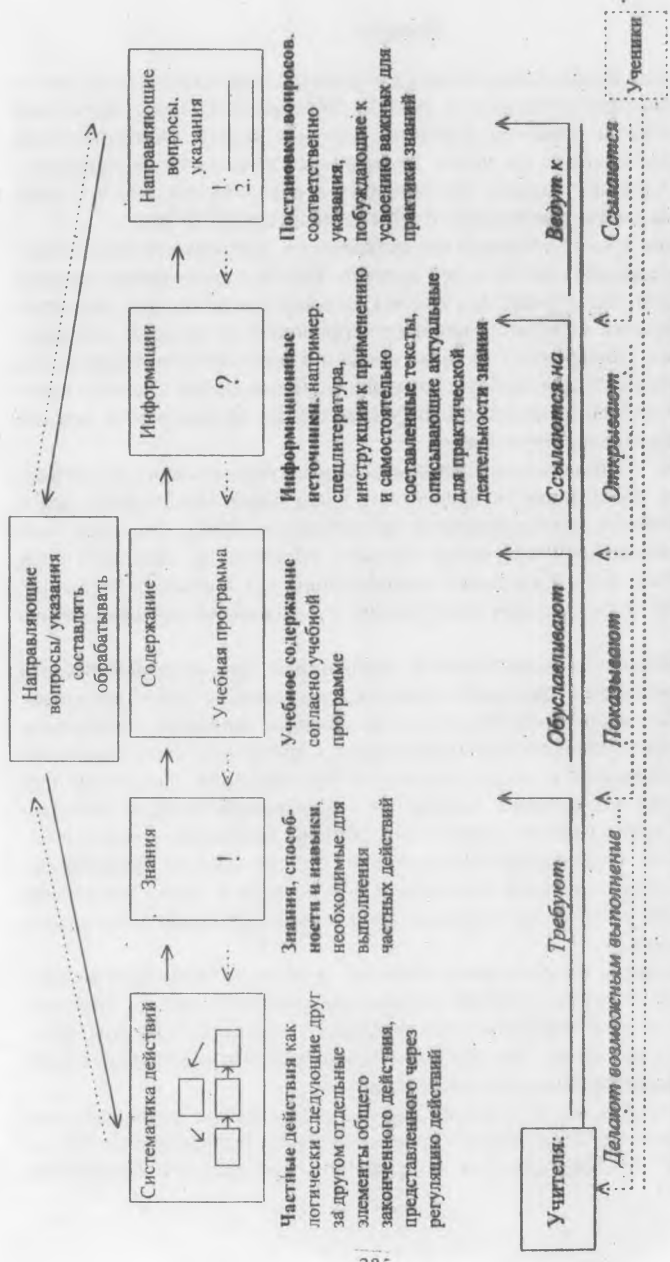 Направляющие
вопросы/ указания
составлять
обрабатывать
Систематика действий
Знания
!
Содержание
Учебная программа
Информации
?
Направляющие
вопросы.
указания
1.
2.
Частные действия как
логически следующие друг
за другом отдельные
элементы общего
законченного действия,
представленного через
регуляцию действий
Знания, способ-
ности и навыки,
необходимые для
выполнения
частных действий
Учебное содержание
согласно учебной
программе
Информационные
источники, например,
спецлитература,
инструкции к применению
и самостоятельно
составленные тексты,
описывающие актуальные
для практической
деятельности знания
Постановки вопросов.
соответственно
указания,
побуждающие к
усвоению важных для
практики знаний
Учителя:
Требуют
Обуславливают
Ссылаются на
Ведут к
Делают возможным выполнение ...
Показывают
Открывают
Ссылаются
Ученики